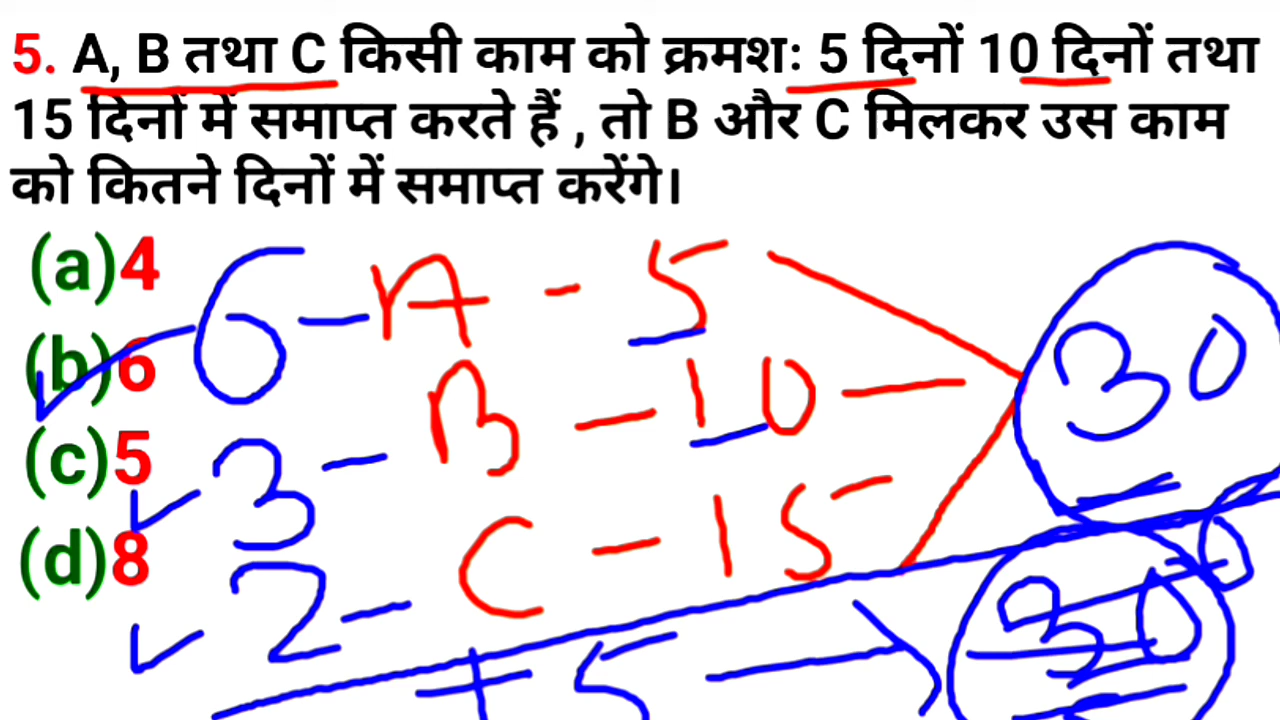 5. A, B तथा C किसी काम को क्रमशः 5 दिनों 10 दिनों तथा
15 दिनों में समाप्त करते हैं , तो B और C मिलकर उस काम
को कितने दिनों में समाप्त करेंगे।
(a)4
6 - A - 5
30
(b)6
B - 10 -
(c)5
3 -
C - 15 -
(d)8
2 -
+ 5 → 30